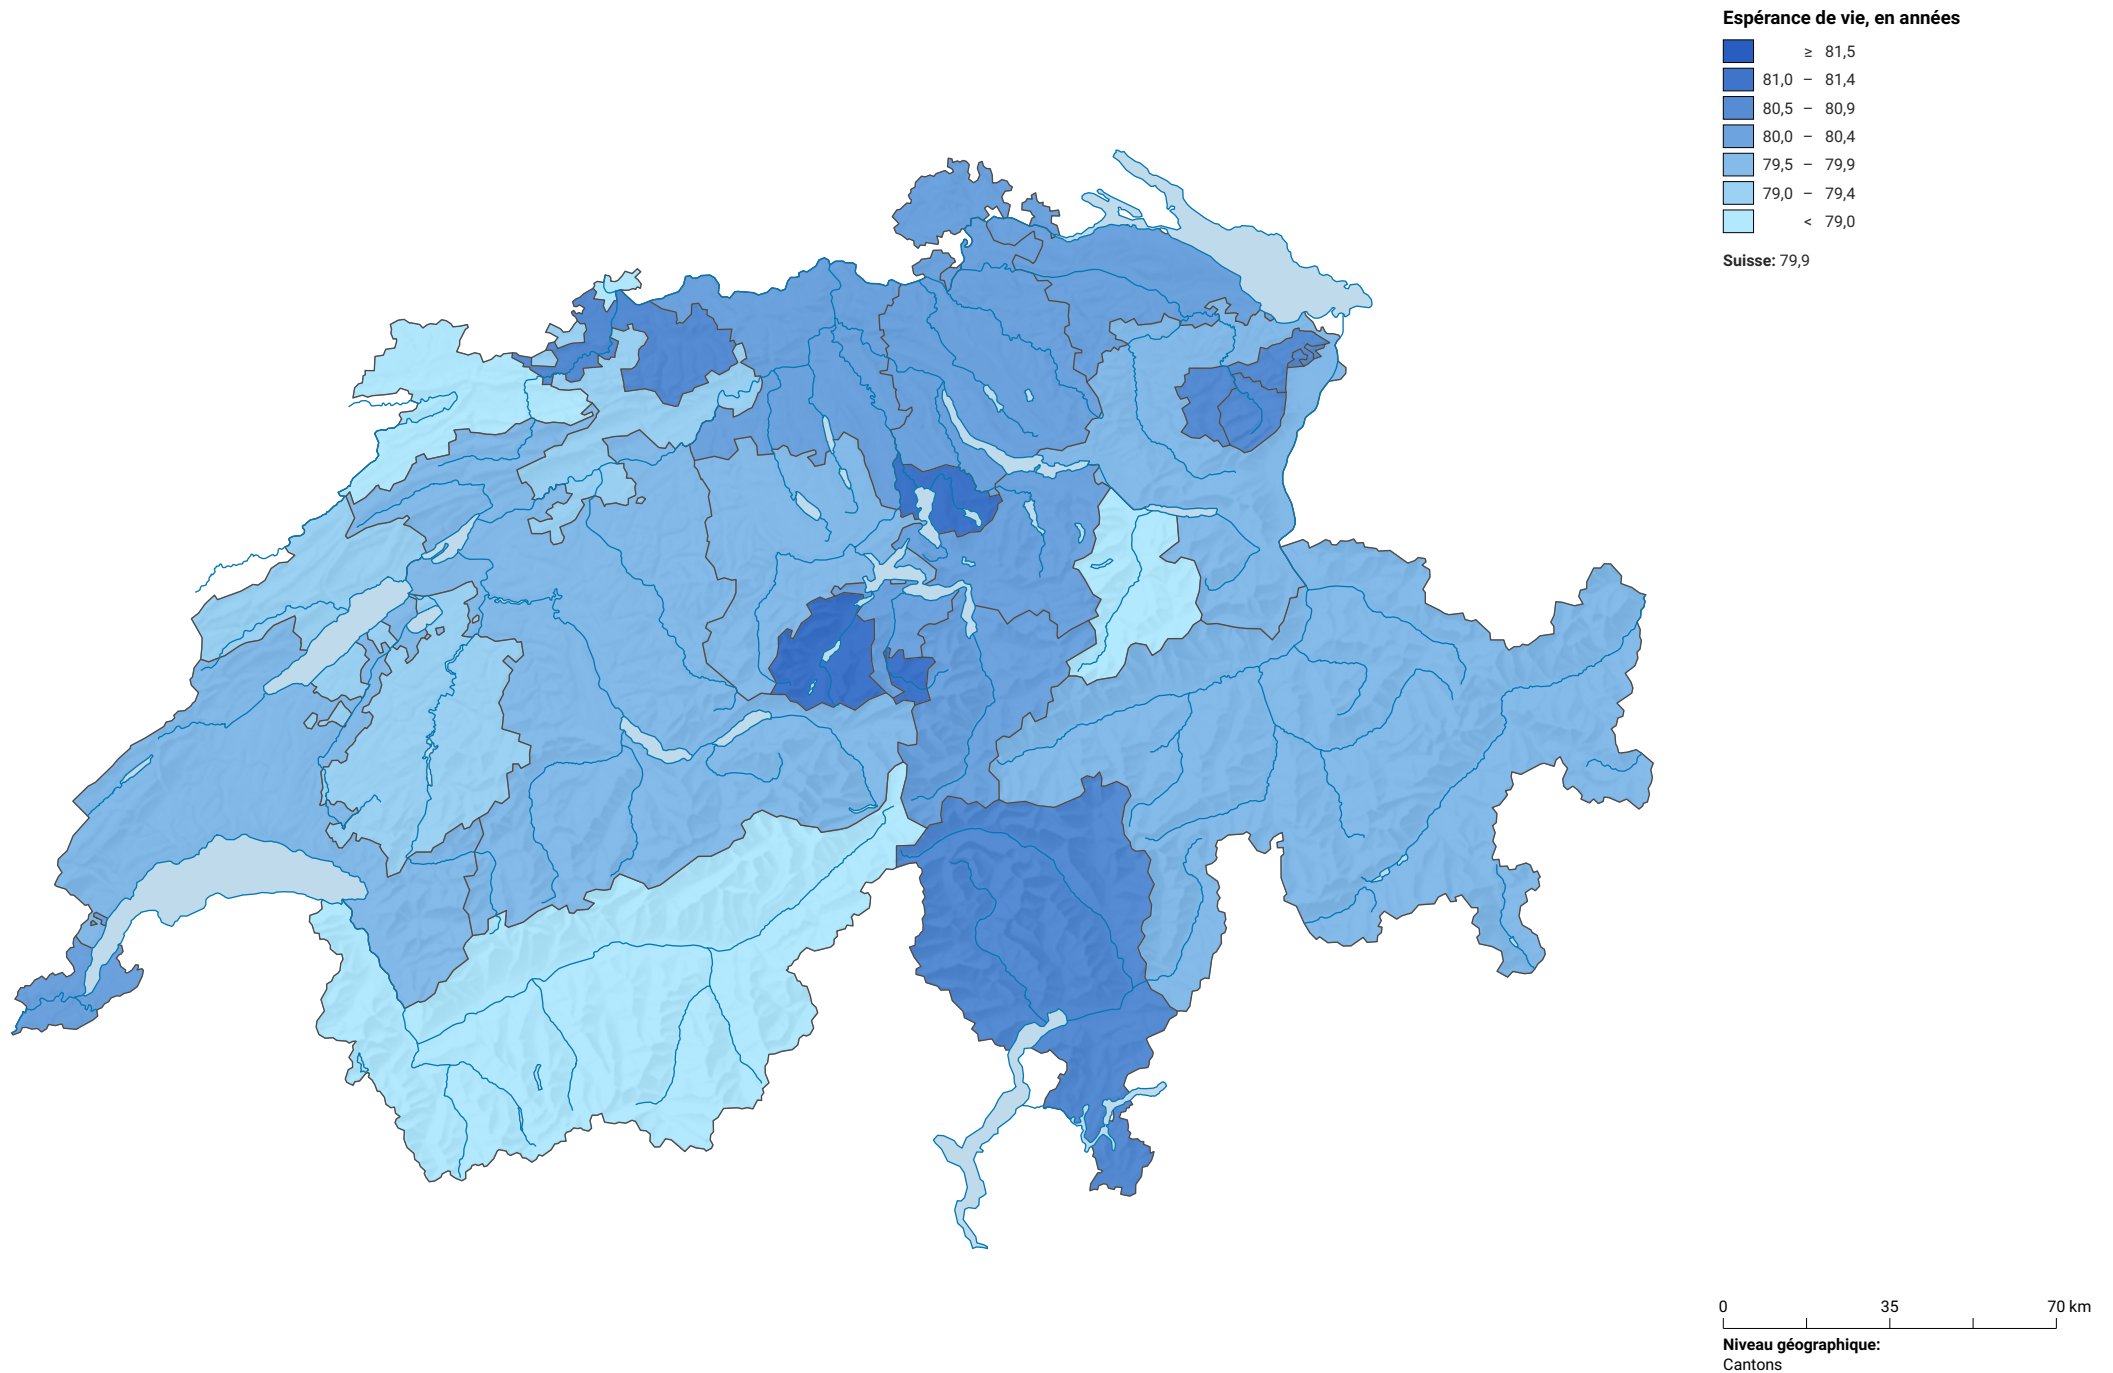 Espérance de vie, en années
≥ 81,5
81,0 – 81,4
80,5 – 80,9
80,0 – 80,4
79,5 – 79,9
79,0 – 79,4
< 79,0
Suisse: 79,9
0 35 70 km
Niveau géographique:
Cantons